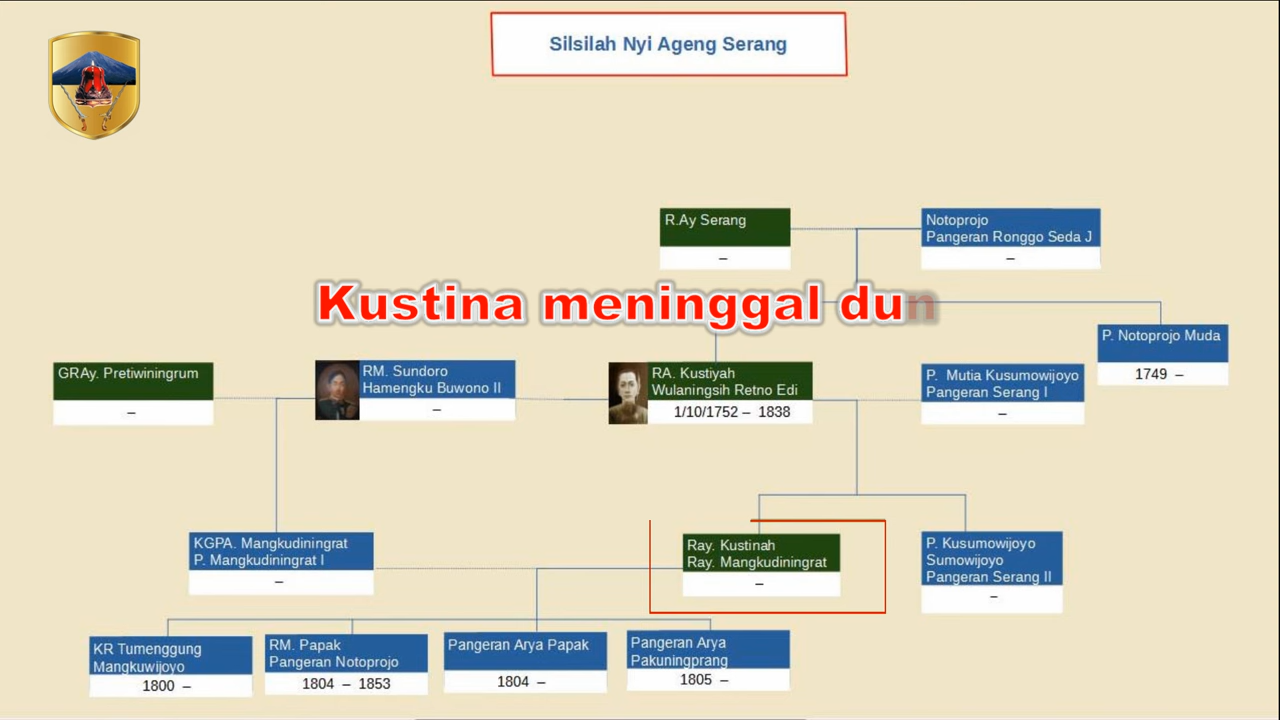 Silsilah Nyi Ageng Serang
R.Ay Serang
–
Notoprojo
Pangeran Ronggo Seda J
–
Kustina meninggal dun
P. Notoprojo Muda
1749 –
GRAy. Pretiwiningrum
–
RM. Sundoro
Hamengku Buwono II
–
RA. Kustiyah
Wulaningsih Retno Edi
1/10/1752 – 1838
P. Mutia Kusumowijoyo
Pangeran Serang I
–
KGPA. Mangkudiningrat
P. Mangkudiningrat I
–
Ray. Kustinah
Ray. Mangkudiningrat
–
P. Kusumowijoyo
Sumowijoyo
Pangeran Serang II
–
KR Tumenggung
Mangkuwijoyo
1800 –
RM. Papak
Pangeran Notoprojo
1804 – 1853
Pangeran Arya Papak
1804 –
Pangeran Arya
Pakuningprang
1805 –